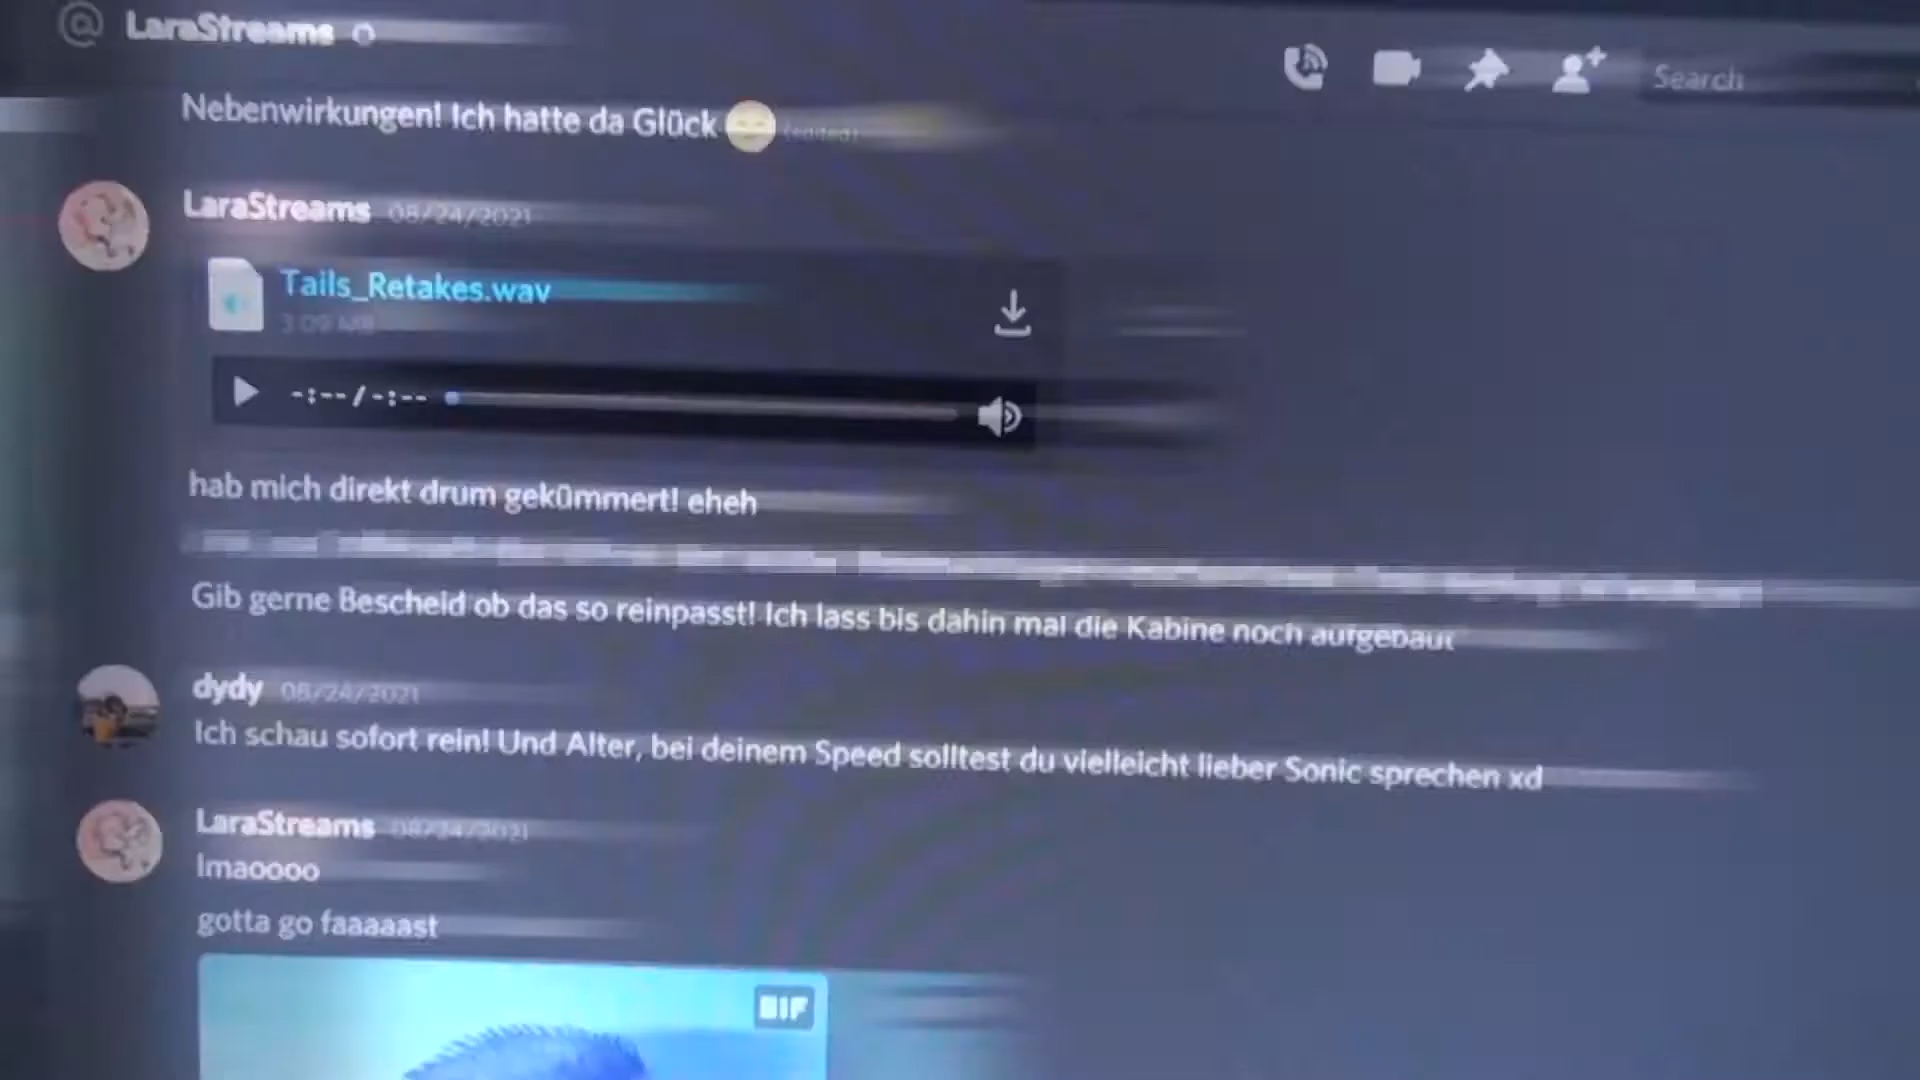 LaraStreams
Search
Nebenwirkungen! Ich hatte da Glück (edited)
LaraStreams 08/24/2021
Tails_Retakes.wav
3.09 MB
-:--/-:--
hab mich direkt drum gekümmert! eheh
Gib gerne Bescheid ob das so reinpasst! Ich lass bis dahin mal die Kabine noch aufgebaut
dydy 08/24/2021
Ich schau sofort rein! Und Alter, bei deinem Speed solltest du vielleicht lieber Sonic sprechen xd
LaraStreams 08/24/2021
lmaoooo
gotta go faaaaast
GIF